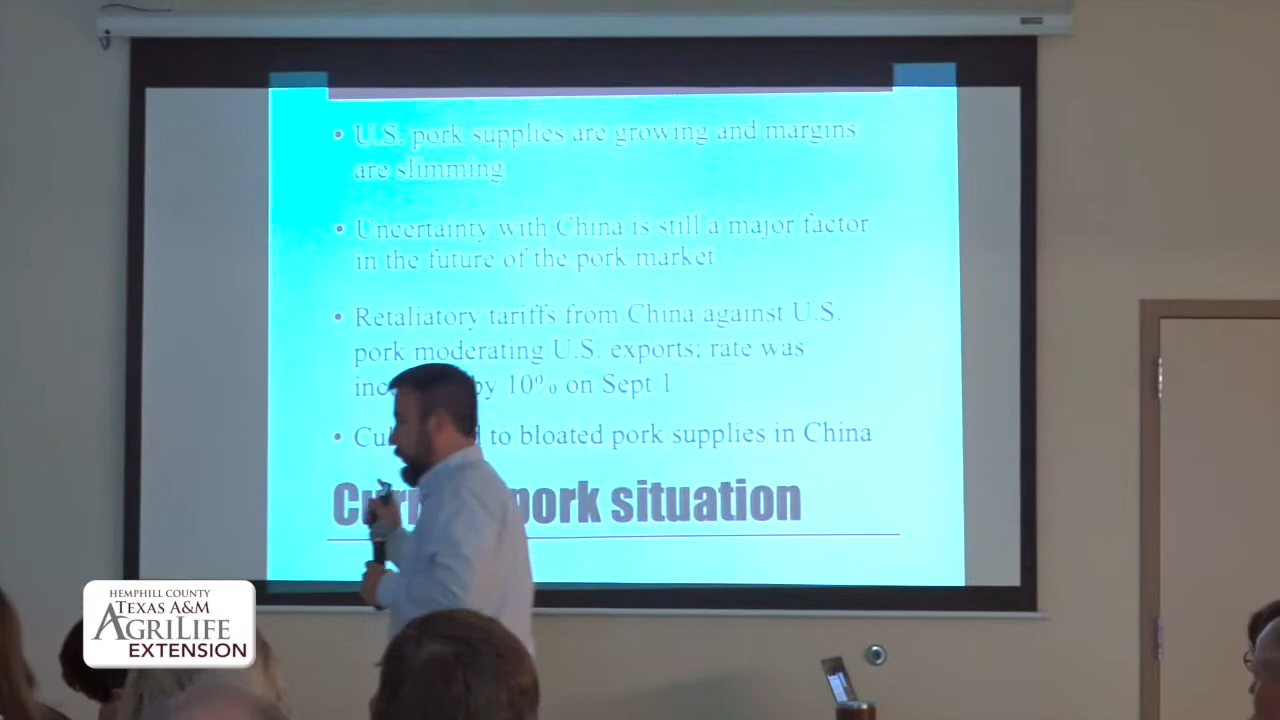 • U.S. pork supplies are growing and margins
are slimming
• Uncertainty with China is still a major factor
in the future of the pork market
• Retaliatory tariffs from China against U.S.
pork moderating U.S. exports; rate was
by 10% on Sept 1
• to bloated pork supplies in China
pork situation
HEMPHILL COUNTY
TEXAS A&M
AGRILIFE
EXTENSION